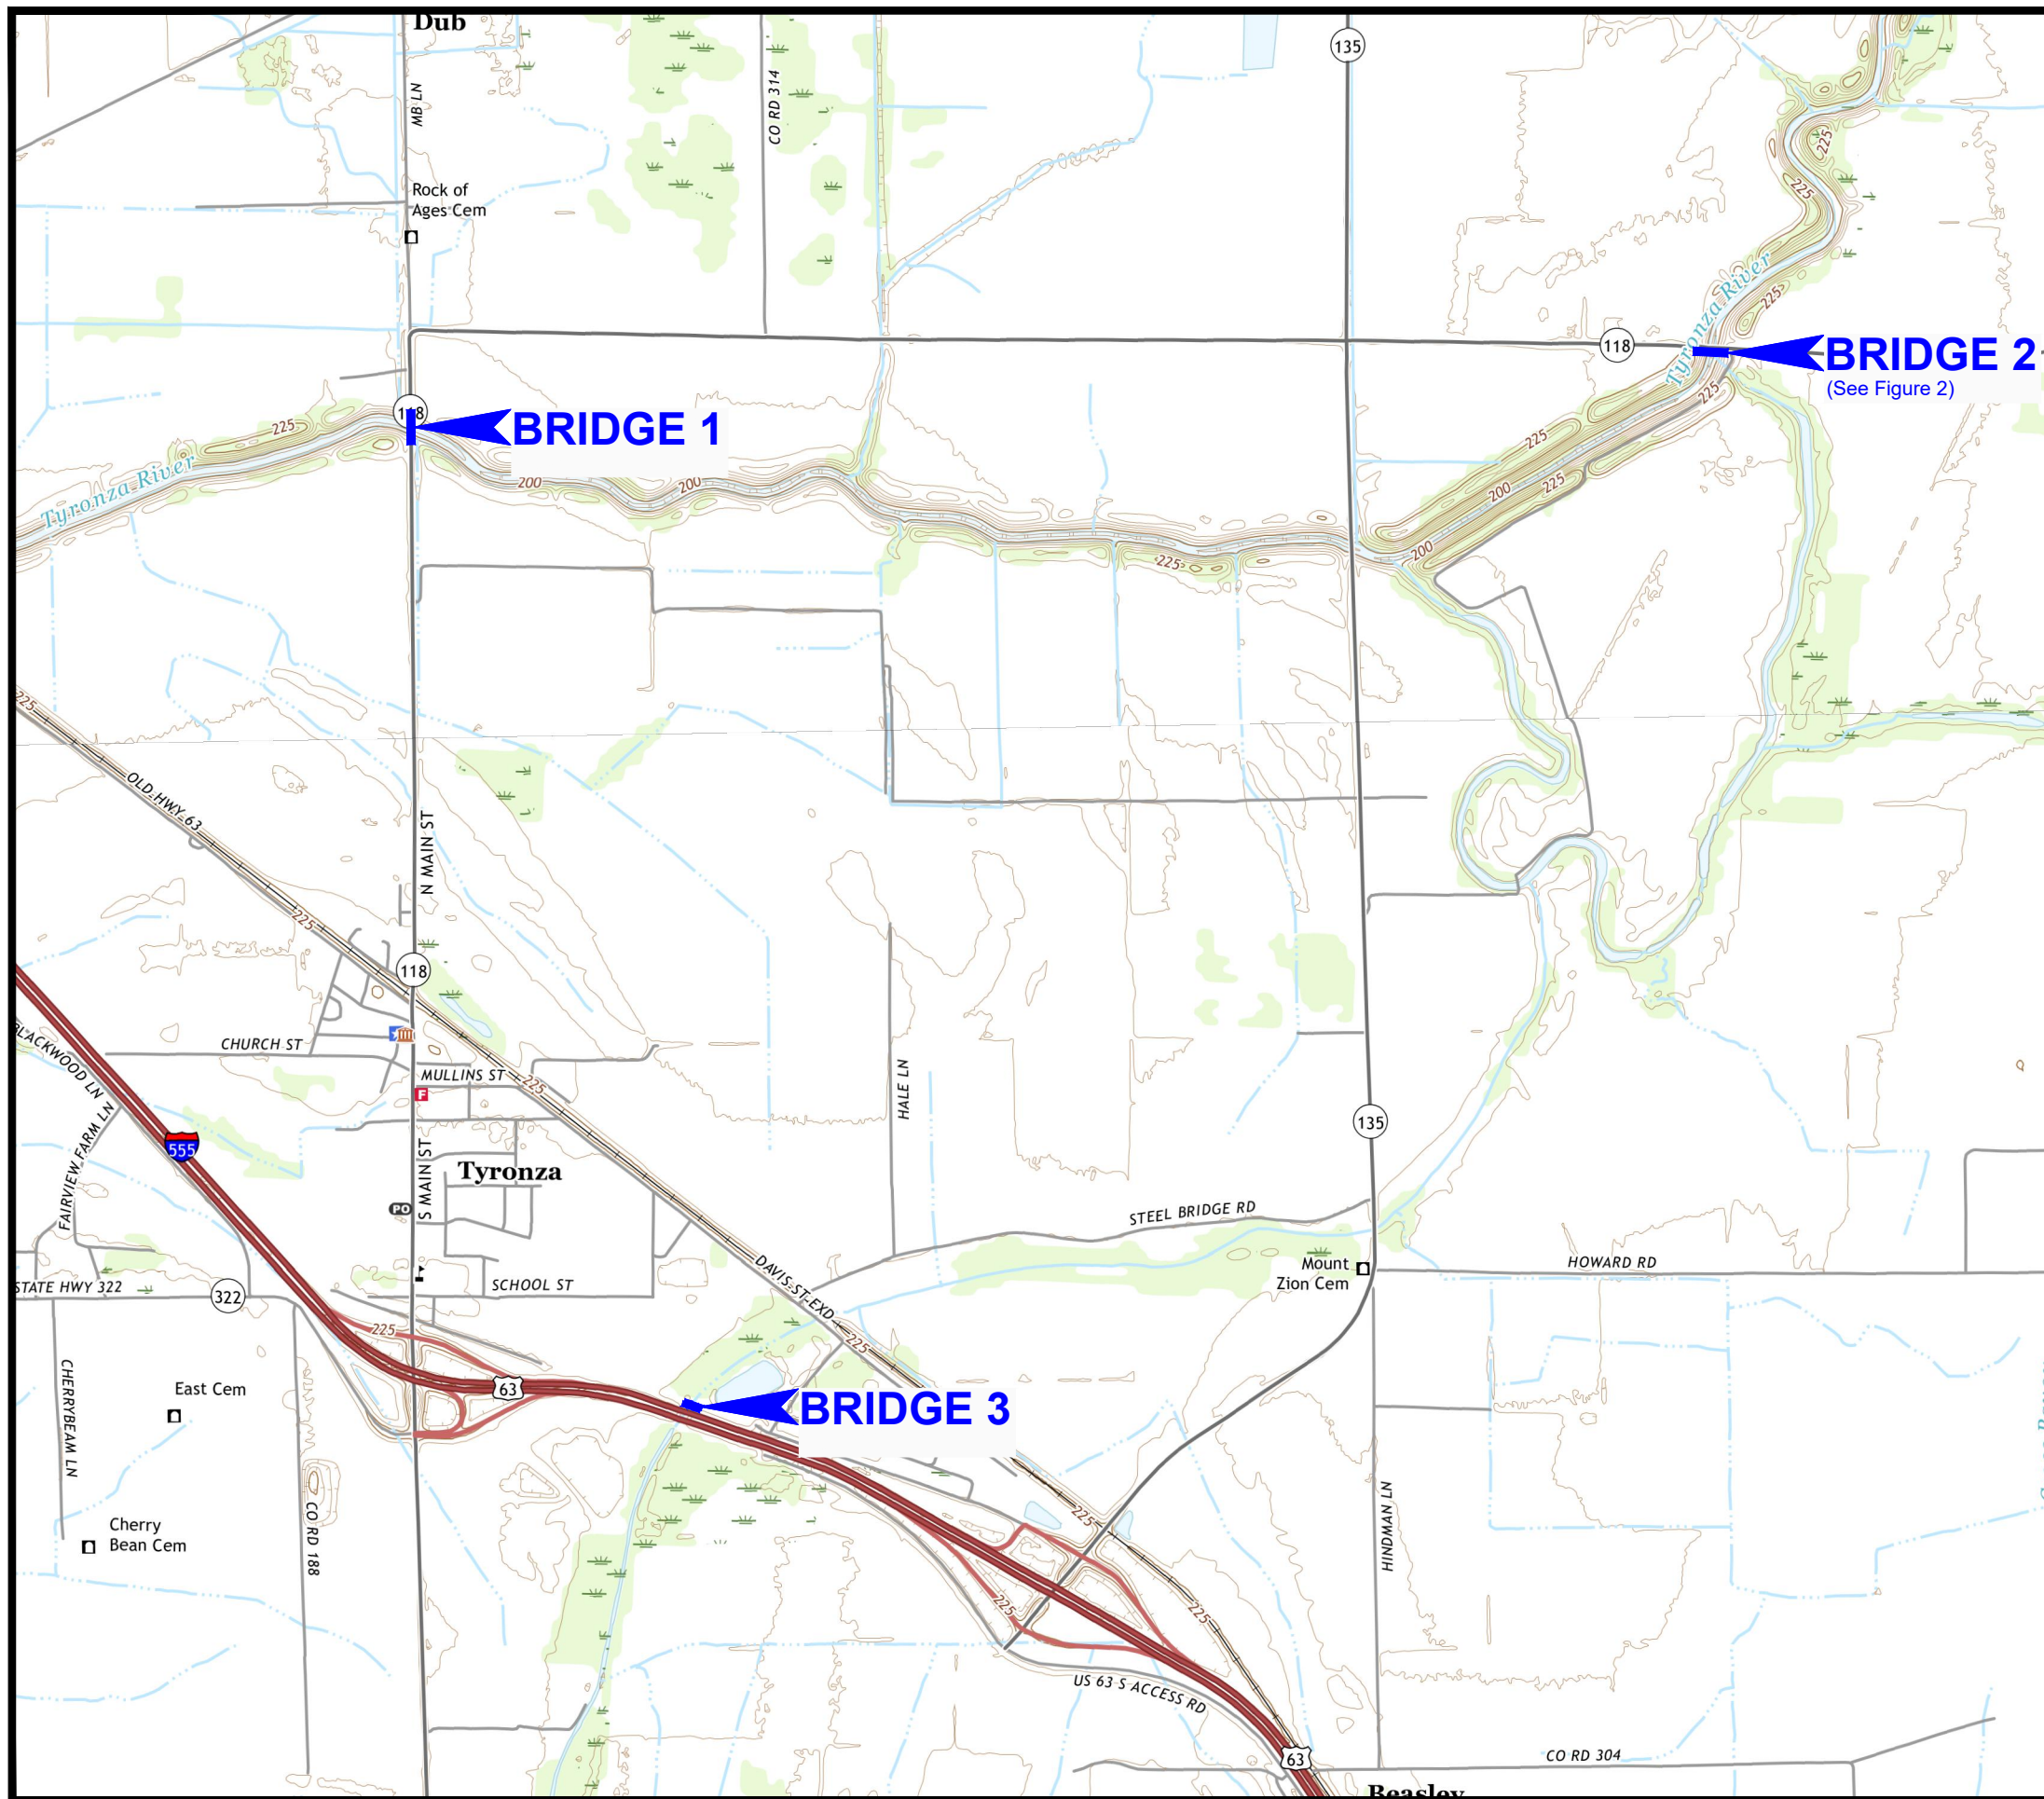 Dub
135
MB LN
CO RD 314
225
225
Rock of
Ages Cem
Tyronza River
225
118
BRIDGE 2
(See Figure 2)
225
118
BRIDGE 1
225
225
Tyronza River
200
200
200
225
225
200
225
OLD HWY 63
N MAIN ST
225
118
CHURCH ST
MULLINS ST
225
F
BLACKWOOD LN
FAIRVIEW FARM LN
HALE LN
135
555
S MAIN ST
Tyronza
PO
STEEL BRIDGE RD
Mount
Zion Cem
HOWARD RD
STATE HWY 322
322
SCHOOL ST
DAVIS ST EXD
225
225
63
BRIDGE 3
CHERRYBEAM LN
East Cem
CO RD 188
Cherry
Bean Cem
225
HINDMAN LN
225
225
US 63 S ACCESS RD
63
CO RD 304
Beasley